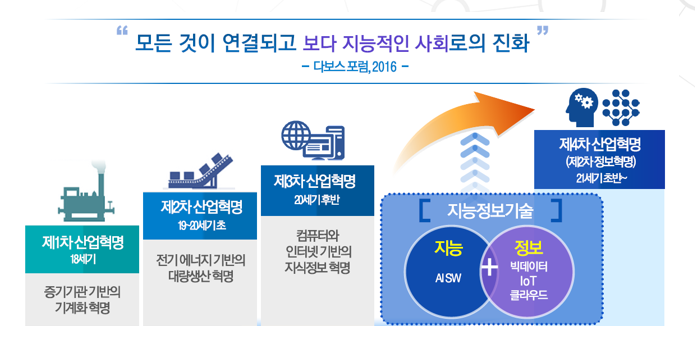 “ 모든 것이 연결되고 보다 지능적인 사회로의 진화 ”
– 다보스 포럼, 2016 –
제1차 산업혁명
18세기
증기기관 기반의
기계화 혁명
제2차 산업혁명
19~20세기 초
전기 에너지 기반의
대량생산 혁명
제3차 산업혁명
20세기 후반
컴퓨터와
인터넷 기반의
지식정보 혁명
제4차 산업혁명
(제2차 정보혁명)
21세기 초반~
[ 지능정보기술 ]
지능
AI SW
+
정보
빅데이터
IoT
클라우드